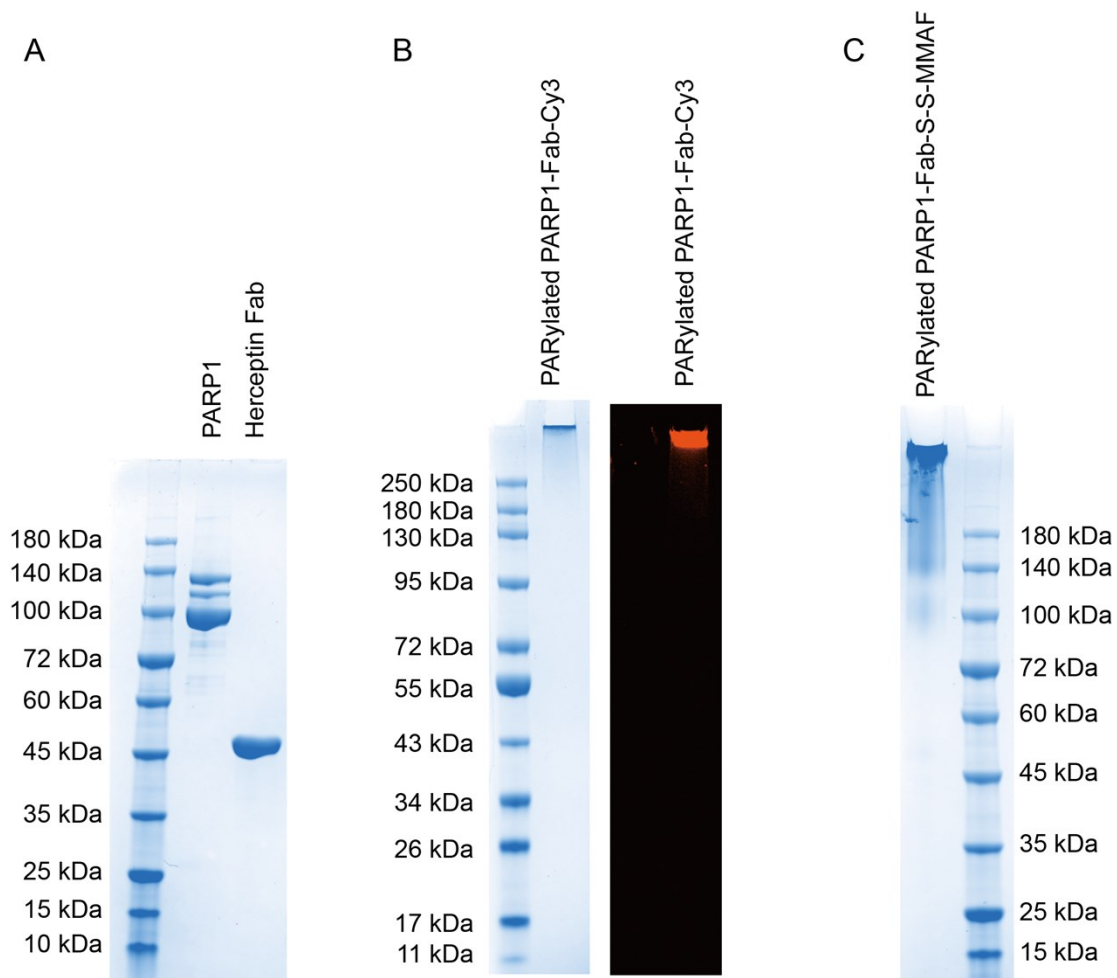 A
PARP1
Herceptin Fab
180 kDa
140 kDa
100 kDa
72 kDa
60 kDa
45 kDa
35 kDa
25 kDa
15 kDa
10 kDa
B
PARylated PARP1-Fab-Cy3
PARylated PARP1-Fab-Cy3
250 kDa
180 kDa
130 kDa
95 kDa
72 kDa
55 kDa
43 kDa
34 kDa
26 kDa
17 kDa
11 kDa
C
PARylated PARP1-Fab-S-S-MMAF
180 kDa
140 kDa
100 kDa
72 kDa
60 kDa
45 kDa
35 kDa
25 kDa
15 kDa